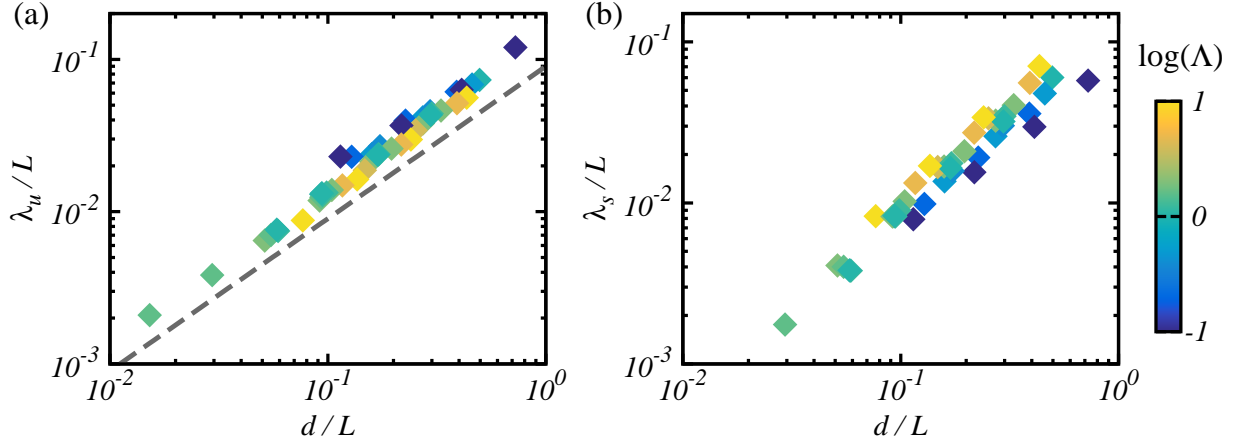 (a)
10^{-1}
10^{-2}
10^{-3}
λ_u / L
10^{-2}
10^{-1}
10^{0}
d / L
(b)
10^{-1}
10^{-2}
10^{-3}
λ_s / L
10^{-2}
10^{-1}
10^{0}
d / L
log(Λ)
1
0
-1